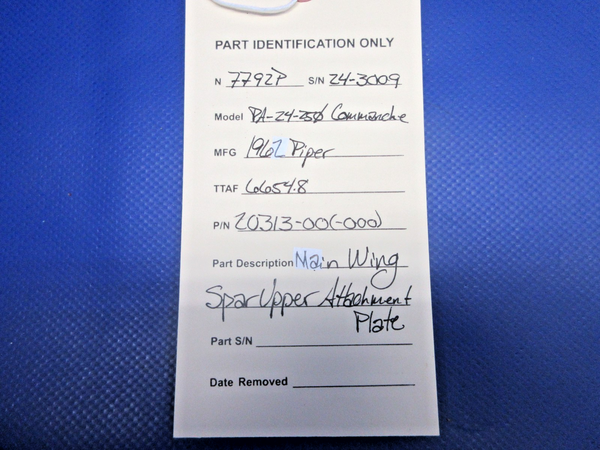 PART IDENTIFICATION ONLY
N 7792P S/N 24-3009
Model PA-24-250 Commanche
MFG 1962 Piper
TTAF 6654.8
P/N 20313-00(-000)
Part Description Main Wing
Spar Upper Attachment
Plate
Part S/N
Date Removed